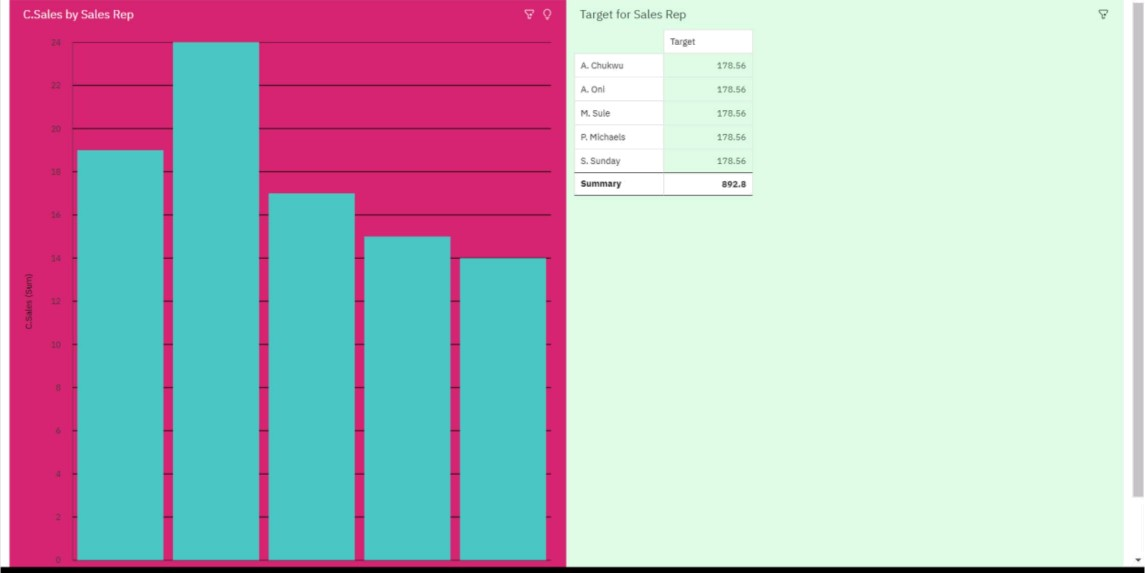 C.Sales by Sales Rep
24
22
20
18
16
14
12
10
8
6
4
2
0
C.Sales (Sum)
Target for Sales Rep
Target
A. Chukwu 178.56
A. Oni 178.56
M. Sule 178.56
P. Michaels 178.56
S. Sunday 178.56
Summary 892.8